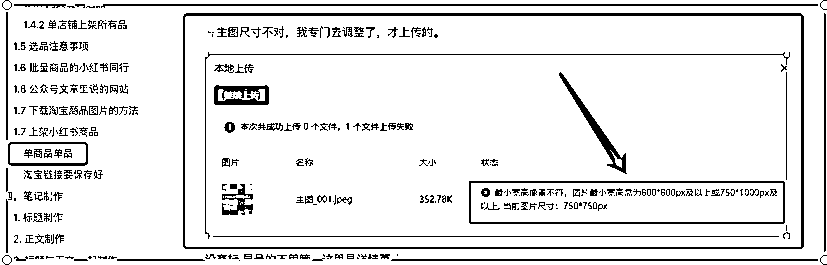 1.4.2 单店铺上架所有品
1.5 选品注意事项
1.6 批量商品的小红书同行
1.6 公众号文章里说的网站
1.7 下载淘宝商品图片的方法
1.7 上架小红书商品
单商品单品
淘宝链接要保存好
笔记制作
1. 标题制作
2. 正文制作
主图尺寸不对，我专门去调整了，才上传的。
本地上传
ⓘ 本次共成功上传 0 个文件，1 个文件上传失败
图片 名称 大小 状态
主图_001.jpeg 352.78K
最小宽高像素不符，图片最小宽高应为600*600px及以上或750*1000px及
以上, 当前图片尺寸：750*750px